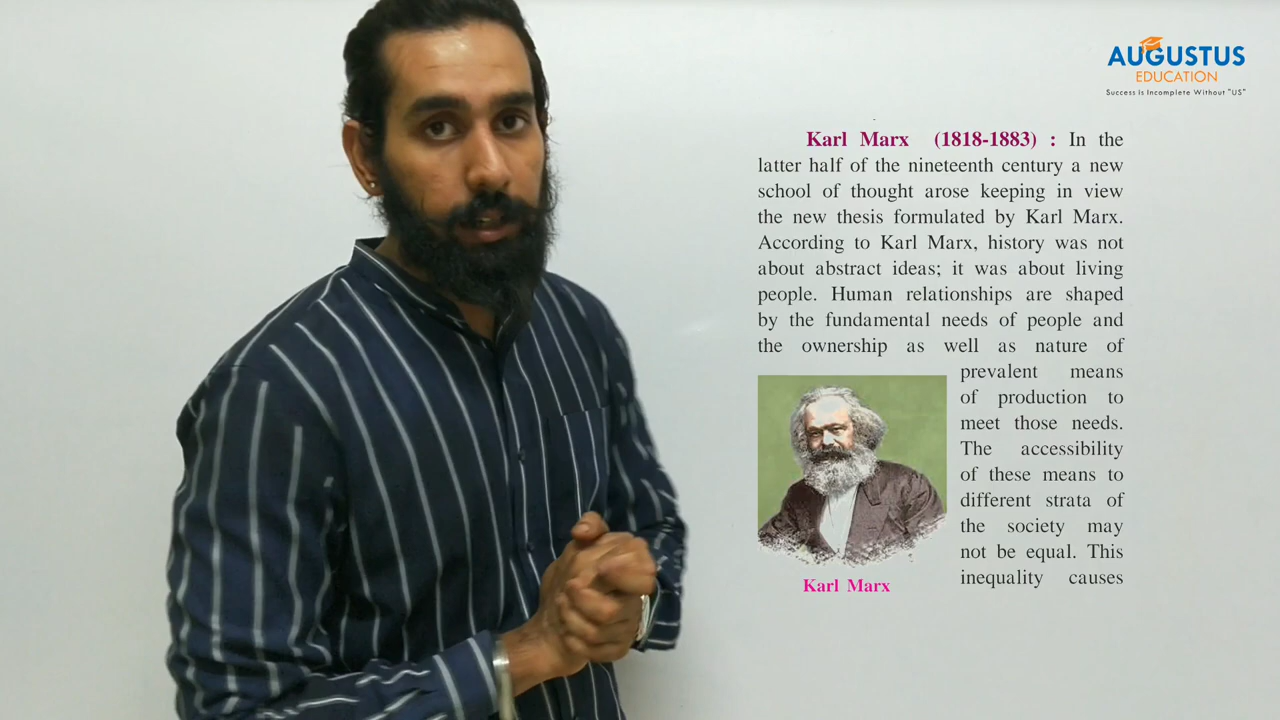 AUGUSTUS
EDUCATION
Success Is Incomplete Without "US"
Karl Marx (1818-1883) : In the
latter half of the nineteenth century a new
school of thought arose keeping in view
the new thesis formulated by Karl Marx.
According to Karl Marx, history was not
about abstract ideas; it was about living
people. Human relationships are shaped
by the fundamental needs of people and
the ownership as well as nature of
prevalent means
of production to
meet those needs.
The accessibility
of these means to
different strata of
the society may
not be equal. This
inequality causes
Karl Marx